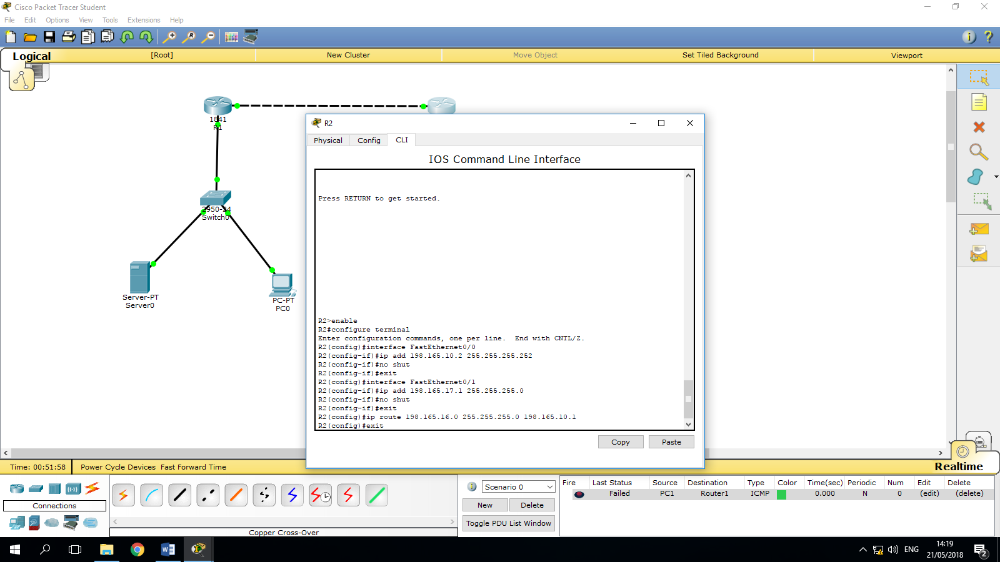 Cisco Packet Tracer Student
File Edit Options View Tools Extensions Help
Logical [Root] New Cluster Move Object Set Tiled Background Viewport
1841
R1
2950-24
Switch0
Server-PT
Server0
PC-PT
PC0
R2
Physical Config CLI
IOS Command Line Interface
Press RETURN to get started.
R2>enable
R2#configure terminal
Enter configuration commands, one per line.  End with CNTL/Z.
R2(config)#interface FastEthernet0/0
R2(config-if)#ip add 198.165.10.2 255.255.255.252
R2(config-if)#no shut
R2(config-if)#exit
R2(config)#interface FastEthernet0/1
R2(config-if)#ip add 198.165.17.1 255.255.255.0
R2(config-if)#no shut
R2(config-if)#exit
R2(config)#ip route 198.165.16.0 255.255.255.0 198.165.10.1
R2(config)#exit
Copy Paste
Realtime
Time: 00:51:58 Power Cycle Devices Fast Forward Time
Connections
Copper Cross-Over
Scenario 0
New Delete
Toggle PDU List Window
Fire Last Status Source Destination Type Color Time(sec) Periodic Num Edit Delete
Failed PC1 Router1 ICMP 0.000 N 0 (edit) (delete)
ENG
14:19
21/05/2018
2